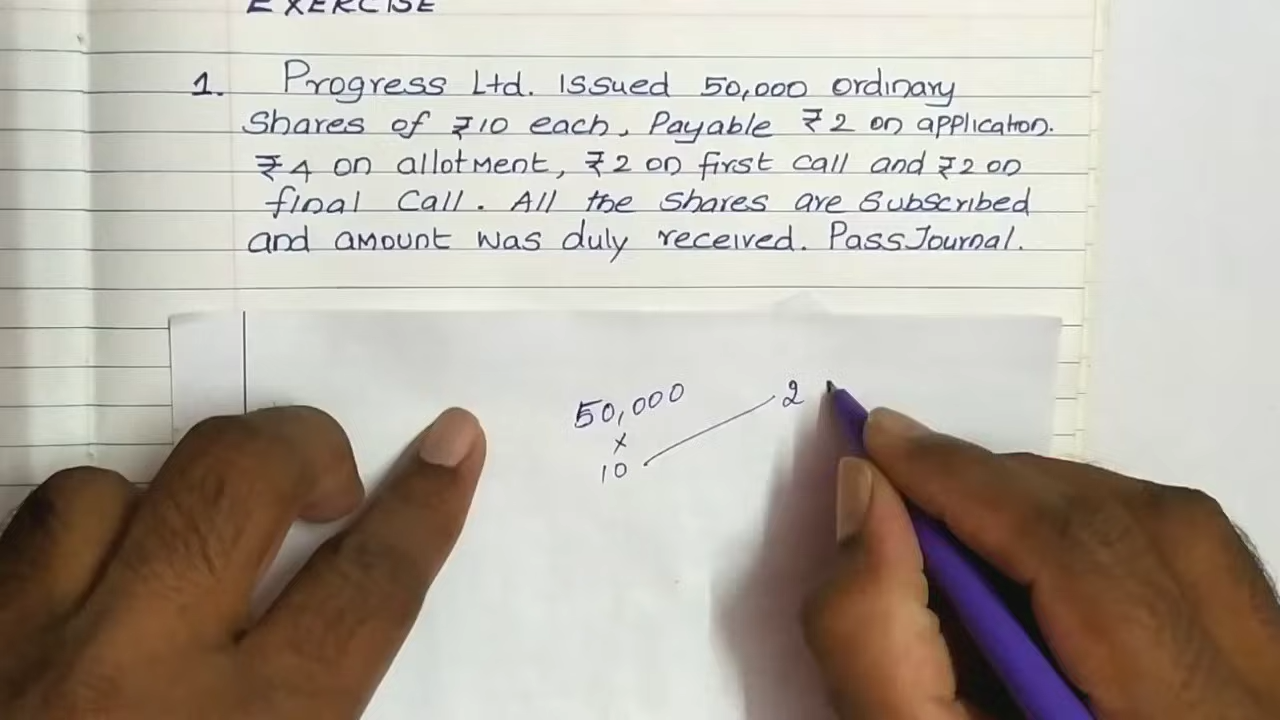 EXERCISE
1. Progress Ltd. issued 50,000 ordinary
Shares of ₹10 each, Payable ₹2 on application.
₹4 on allotment, ₹2 on first call and ₹2 on
final Call. All the shares are Subscribed
and amount was duly received. Pass Journal.
50,000
x
10
2